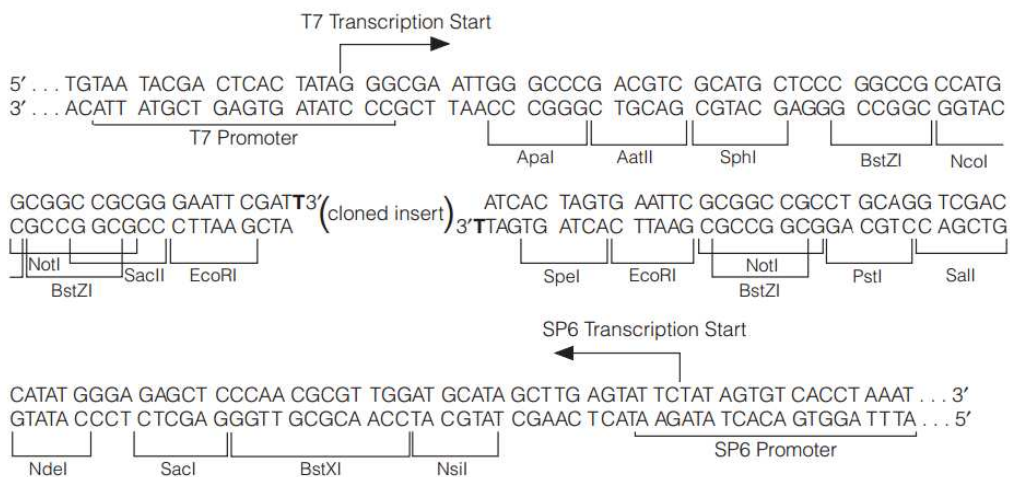 T7 Transcription Start
5′ . . . TGTAA TACGA CTCAC TATAG GGCGA ATTGG GCCCG ACGTC GCATG CTCCC GGCCG CCATG
3′ . . . ACATT ATGCT GAGTG ATATC CCGCT TAACC CGGGC TGCAG CGTAC GAGGG CCGGC GGTAC
T7 Promoter
ApaI AatII SphI BstZI NcoI
GCGGC CGCGG GAATT CGATT3′ (cloned insert) ATCAC TAGTG AATTC GCGGC CGCCT GCAGG TCGAC
CGCCG GCGCC CTTAA GCTA 3′TTAGTG ATCAC TTAAG CGCCG GCGGA CGTCC AGCTG
NotI SacII EcoRI SpeI EcoRI NotI PstI SalI
BstZI BstZI
SP6 Transcription Start
CATAT GGGA GAGCT CCCAA CGCGT TGGAT GCATA GCTTG AGTAT TCTAT AGTGT CACCT AAAT . . . 3′
GTATA CCCT CTCGA GGGTT GCGCA ACCTA CGTAT CGAAC TCATA AGATA TCACA GTGGA TTTA . . . 5′
NdeI SacI BstXI NsiI SP6 Promoter